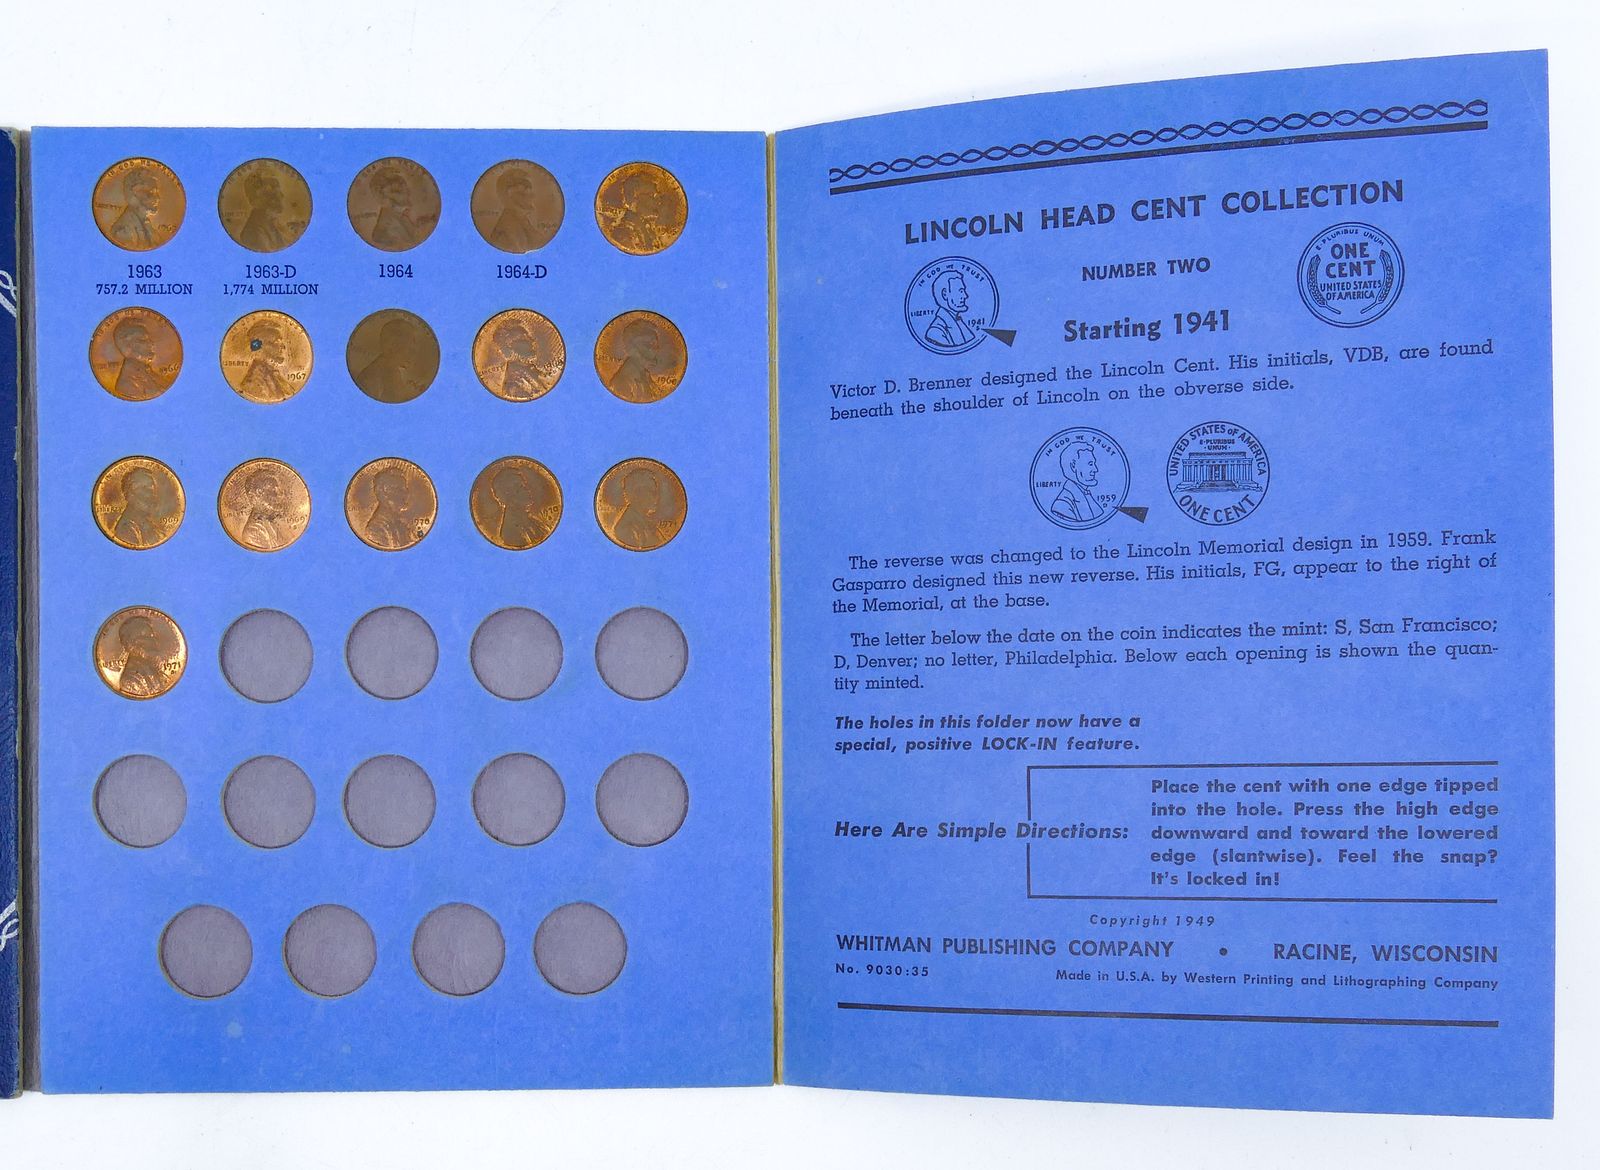 1963
757.2 MILLION
1963-D
1,774 MILLION
1964
1964-D
LIBERTY
1967
1969
1970
1970
1971
1971
LINCOLN HEAD CENT COLLECTION
NUMBER TWO
Starting 1941
IN GOD WE TRUST
LIBERTY
1941
E·PLURIBUS UNUM
ONE
CENT
UNITED STATES
OF AMERICA
Victor D. Brenner designed the Lincoln Cent. His initials, VDB, are found
beneath the shoulder of Lincoln on the obverse side.
IN GOD WE TRUST
LIBERTY
1959
D
UNITED STATES OF AMERICA
E·PLURIBUS
·UNUM·
ONE CENT
The reverse was changed to the Lincoln Memorial design in 1959. Frank
Gasparro designed this new reverse. His initials, FG, appear to the right of
the Memorial, at the base.
The letter below the date on the coin indicates the mint: S, San Francisco;
D, Denver; no letter, Philadelphia. Below each opening is shown the quan-
tity minted.
The holes in this folder now have a
special, positive LOCK-IN feature.
Here Are Simple Directions:
Place the cent with one edge tipped
into the hole. Press the high edge
downward and toward the lowered
edge (slantwise). Feel the snap?
It's locked in!
Copyright 1949
WHITMAN PUBLISHING COMPANY • RACINE, WISCONSIN
No. 9030:35
Made in U.S.A. by Western Printing and Lithographing Company